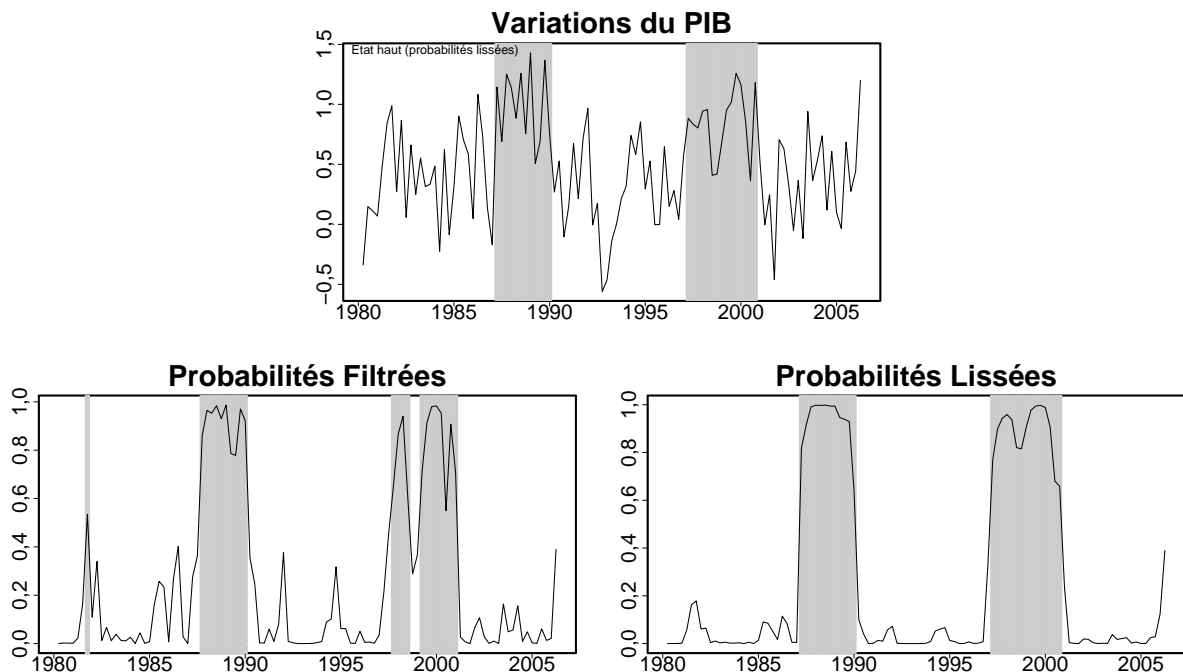 Variations du PIB
Etat haut (probabilités lissées)
1,5
1,0
0,5
0,0
−0,5
1980 1985 1990 1995 2000 2005
Probabilités Filtrées
1,0
0,8
0,6
0,4
0,2
0,0
1980 1985 1990 1995 2000 2005
Probabilités Lissées
1,0
0,8
0,6
0,4
0,2
0,0
1980 1985 1990 1995 2000 2005